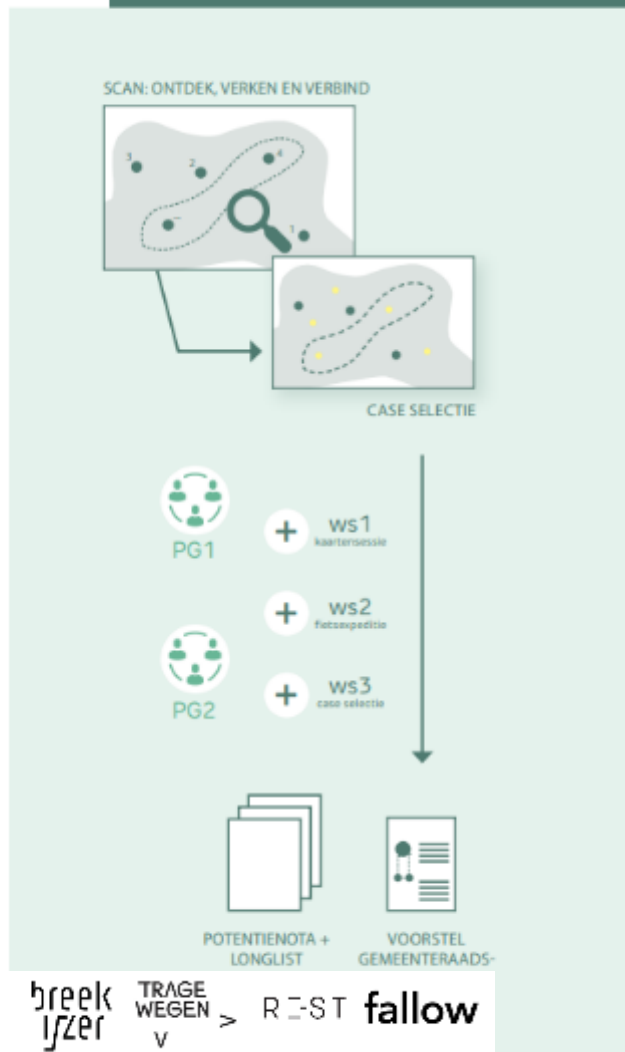 SCAN: ONTDEK, VERKEN EN VERBIND
3
2
4
1
CASE SELECTIE
PG1
+ ws1
kaartensessie
+ ws2
fietsexpeditie
PG2
+ ws3
case selectie
POTENTIENOTA +
LONGLIST
VOORSTEL
GEMEENTERAADS-
breek
ijzer
TRAGE
WEGEN
V >
RE-ST
fallow